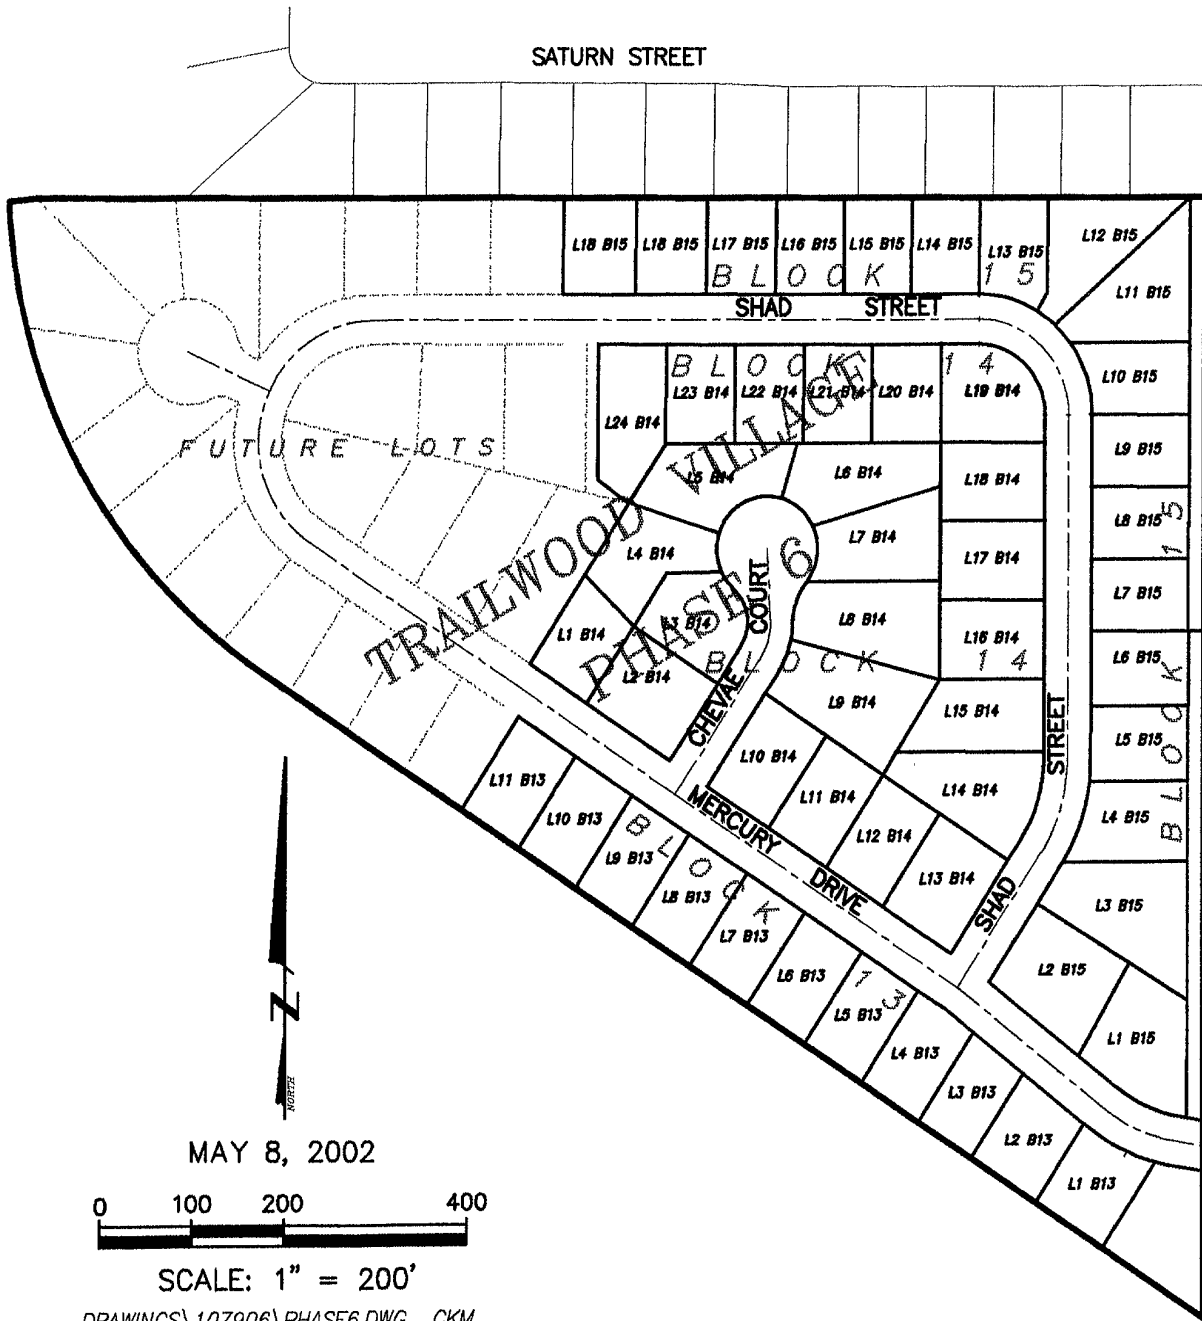 SATURN STREET
L18 B15
L18 B15
L17 B15
L16 B15
L15 B15
L14 B15
L13 B15
L12 B15
L11 B15
BLOCK 15
SHAD STREET
BLOCK 14
L24 B14
L23 B14
L22 B14
L21 B14
L20 B14
L19 B14
L10 B15
L9 B15
FUTURE LOTS
TRAILWOOD VILLAGE
PHASE 6
L5 B14
L6 B14
L18 B14
L8 B15
L4 B14
L7 B14
L17 B14
L7 B15
COURT
L1 B14
L3 B14
L8 B14
L16 B14
L6 B15
BLOCK 14
L2 B14
L9 B14
L15 B14
L5 B15
CHEVAE
STREET
BLOCK 15
L10 B14
L11 B14
L14 B14
L4 B15
L11 B13
L10 B13
MERCURY DRIVE
L12 B14
L13 B14
SHAD
L9 B13
L8 B13
BLOCK 13
L7 B13
L6 B13
L5 B13
L4 B13
L3 B13
L2 B13
L1 B13
L3 B15
L2 B15
L1 B15
N
NORTH
MAY 8, 2002
0 100 200 400
SCALE: 1" = 200'
DRAWINGS\107906\PHASE6.DWG CKM